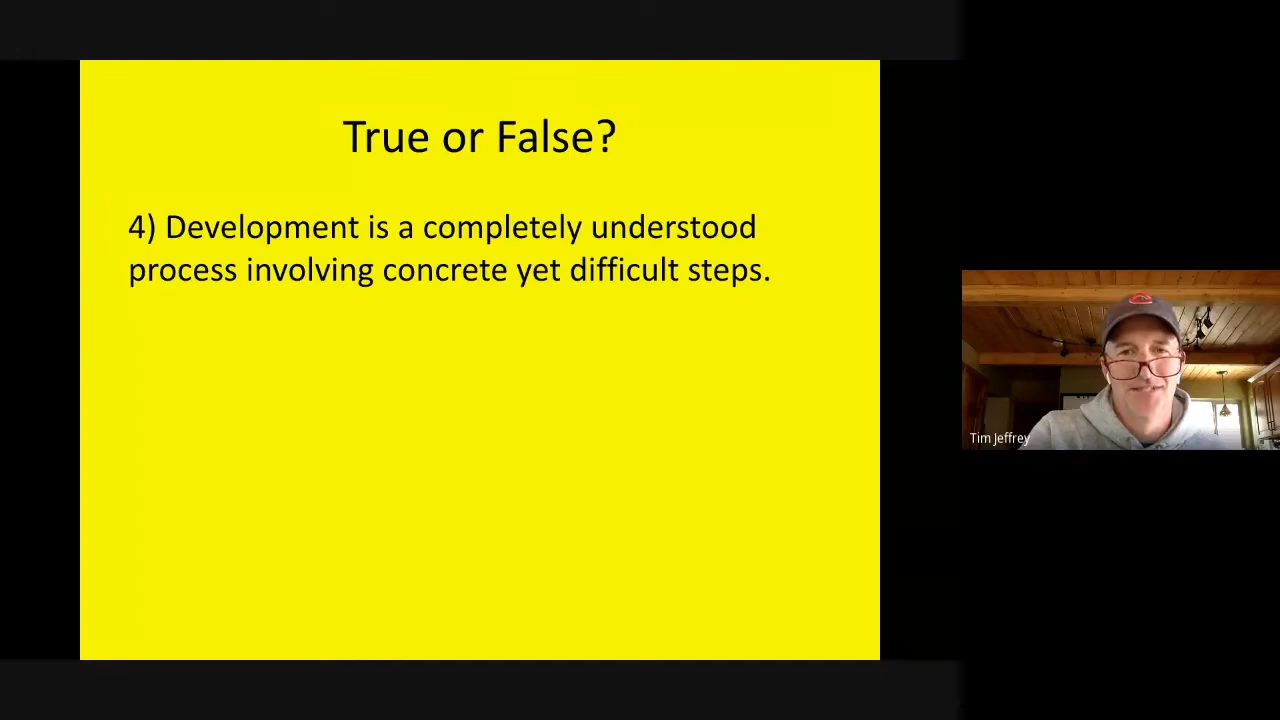 True or False?
4) Development is a completely understood
process involving concrete yet difficult steps.
Tim Jeffrey